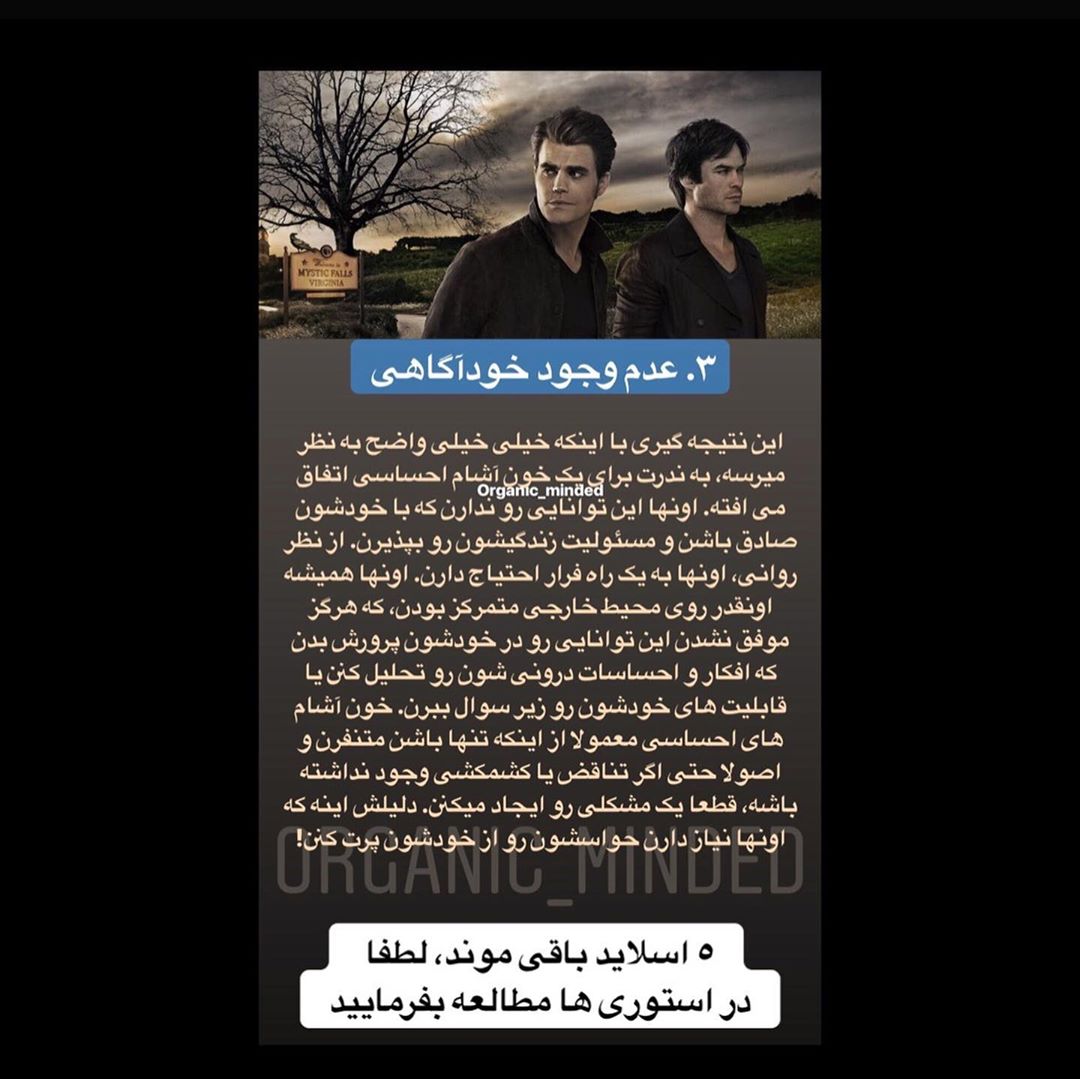 Welcome to
MYSTIC FALLS
VIRGINIA
۳. عدم وجود خودآگاهی
این نتیجه گیری با اینکه خیلی خیلی واضح به نظر
میرسه، به ندرت برای یک خون آشام احساسی اتفاق
Organic_minded
می افته. اونها این توانایی رو ندارن که با خودشون
صادق باشن و مسئولیت زندگیشون رو بپذیرن. از نظر
روانی، اونها به یک راه فرار احتیاج دارن. اونها همیشه
اونقدر روی محیط خارجی متمرکز بودن، که هرگز
موفق نشدن این توانایی رو در خودشون پرورش بدن
که افکار و احساسات درونی شون رو تحلیل کنن یا
قابلیت های خودشون رو زیر سوال ببرن. خون آشام
های احساسی معمولا از اینکه تنها باشن متنفرن و
اصولا حتی اگر تناقض یا کشمکشی وجود نداشته
باشه، قطعا یک مشکلی رو ایجاد میکنن. دلیلش اینه که
اونها نیاز دارن حواسشون رو از خودشون پرت کنن!
ORGANIC_MINDED
۵ اسلاید باقی موند، لطفا
در استوری ها مطالعه بفرمایید